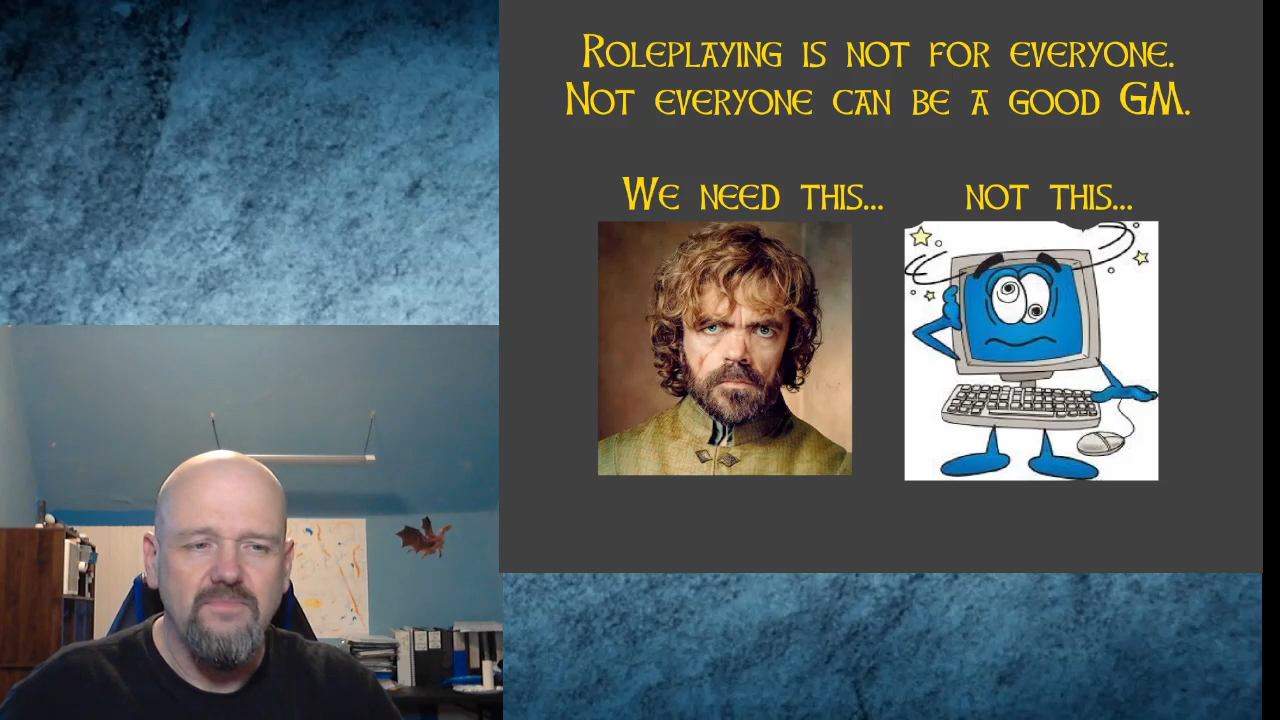 Roleplaying is not for everyone.
Not everyone can be a good GM.
We need this... not this...